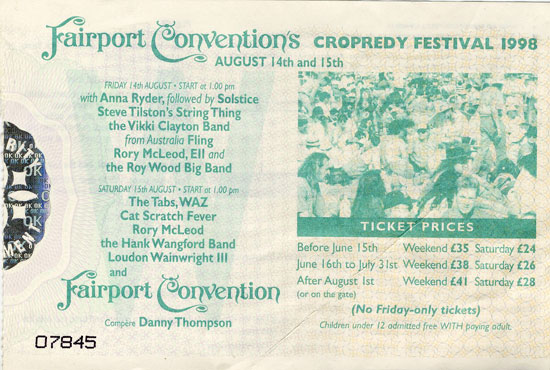 Fairport Convention's CROPREDY FESTIVAL 1998
AUGUST 14th and 15th
FRIDAY 14th AUGUST • START at 1.00 pm
with Anna Ryder, followed by Solstice
Steve Tilston's String Thing
the Vikki Clayton Band
from Australia Fling
Rory McLeod, EII and
the Roy Wood Big Band
SATURDAY 15th AUGUST • START at 1.00 pm
The Tabs, WAZ
Cat Scratch Fever
Rory McLeod
the Hank Wangford Band
Loudon Wainwright III
and
Fairport Convention
Compère Danny Thompson
07845
TICKET PRICES
Before June 15th Weekend £35 Saturday £24
June 16th to July 31st Weekend £38 Saturday £26
After August 1st Weekend £41 Saturday £28
(or on the gate)
(No Friday-only tickets)
Children under 12 admitted free WITH paying adult.